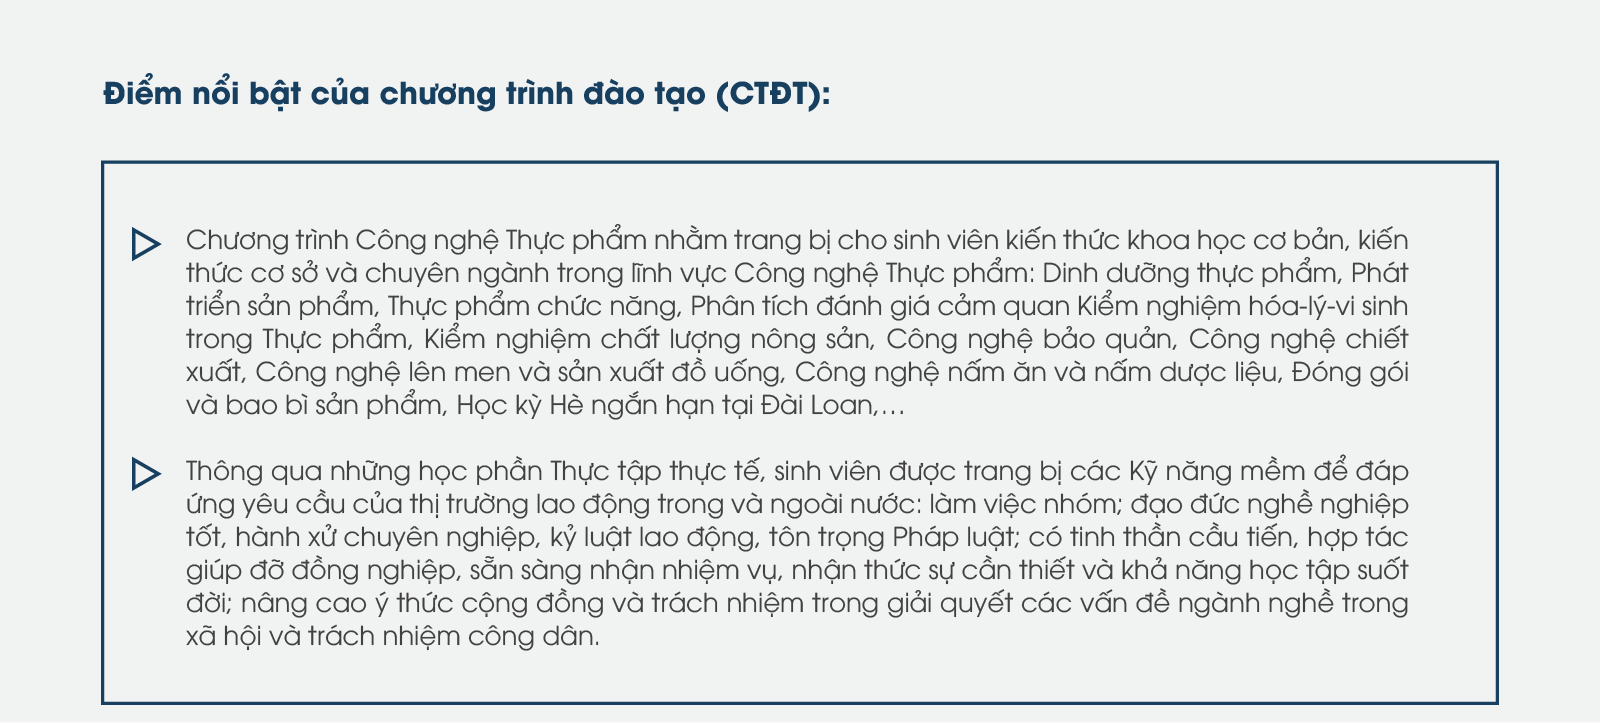 Điểm nổi bật của chương trình đào tạo (CTĐT):
Chương trình Công nghệ Thực phẩm nhằm trang bị cho sinh viên kiến thức khoa học cơ bản, kiến
thức cơ sở và chuyên ngành trong lĩnh vực Công nghệ Thực phẩm: Dinh dưỡng thực phẩm, Phát
triển sản phẩm, Thực phẩm chức năng, Phân tích đánh giá cảm quan Kiểm nghiệm hóa-lý-vi sinh
trong Thực phẩm, Kiểm nghiệm chất lượng nông sản, Công nghệ bảo quản, Công nghệ chiết
xuất, Công nghệ lên men và sản xuất đồ uống, Công nghệ nấm ăn và nấm dược liệu, Đóng gói
và bao bì sản phẩm, Học kỳ Hè ngắn hạn tại Đài Loan,…
Thông qua những học phần Thực tập thực tế, sinh viên được trang bị các Kỹ năng mềm để đáp
ứng yêu cầu của thị trường lao động trong và ngoài nước: làm việc nhóm; đạo đức nghề nghiệp
tốt, hành xử chuyên nghiệp, kỷ luật lao động, tôn trọng Pháp luật; có tinh thần cầu tiến, hợp tác
giúp đỡ đồng nghiệp, sẵn sàng nhận nhiệm vụ, nhận thức sự cần thiết và khả năng học tập suốt
đời; nâng cao ý thức cộng đồng và trách nhiệm trong giải quyết các vấn đề ngành nghề trong
xã hội và trách nhiệm công dân.